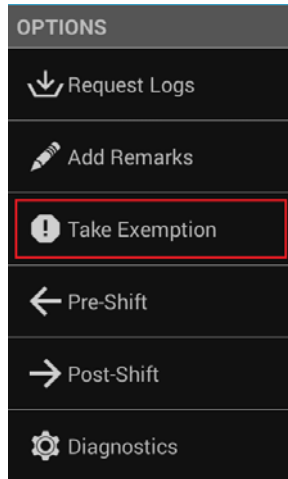 OPTIONS
Request Logs
Add Remarks
Take Exemption
Pre-Shift
Post-Shift
Diagnostics